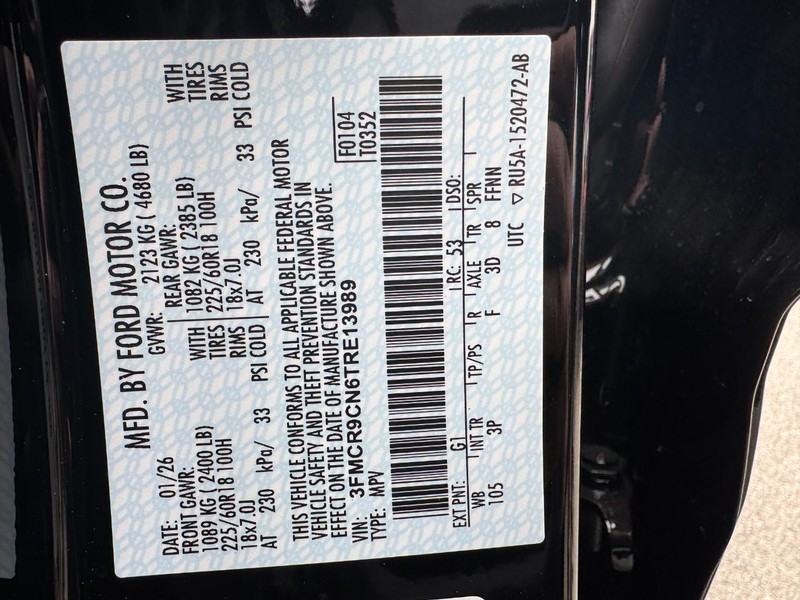 MFD. BY FORD MOTOR CO.
DATE: 01/26
GVWR: 2123 KG ( 4680 LB)
FRONT GAWR:
1089 KG ( 2400 LB)
WITH
225/60R18 100H
TIRES
18x7.0J
RIMS
AT 230 kPa/ 33 PSI COLD
REAR GAWR:
1082 KG ( 2385 LB)
WITH
225/60R18 100H
TIRES
18x7.0J
RIMS
AT 230 kPa/ 33 PSI COLD
THIS VEHICLE CONFORMS TO ALL APPLICABLE FEDERAL MOTOR
VEHICLE SAFETY AND THEFT PREVENTION STANDARDS IN
EFFECT ON THE DATE OF MANUFACTURE SHOWN ABOVE.
VIN: 3FMCR9CN6TRE13989
TYPE: MPV
F0104
T0352
EXT PNT: G1 RC: 53 DSO:
WB INT TR TP/PS R AXLE TR SPR
105 3P F 3D 8 FFNN
UTC ▽ RU5A-1520472-AB